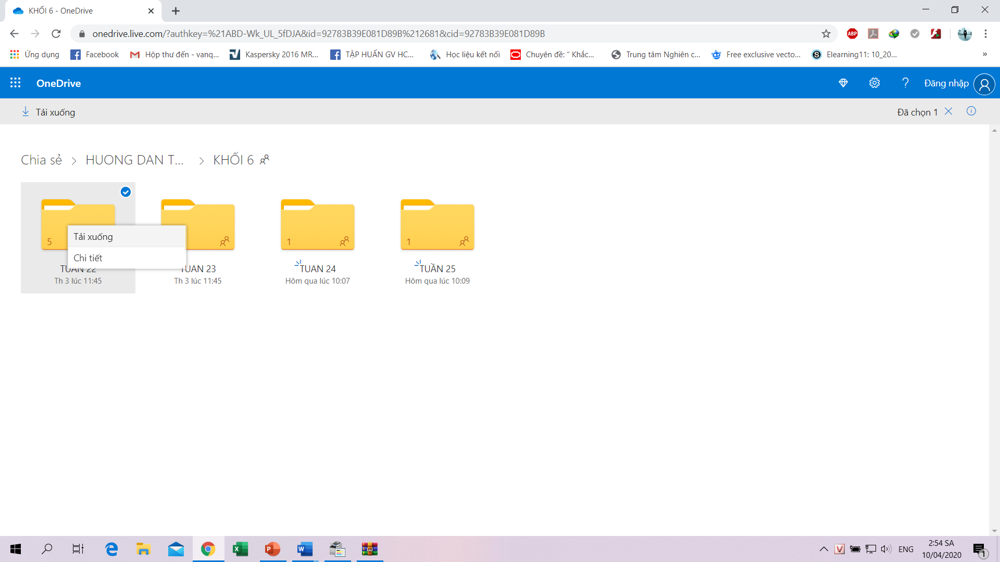 KHỐI 6 - OneDrive
onedrive.live.com/?authkey=%21ABD-Wk_UL_5fDJA&id=92783B39E081D89B%212681&cid=92783B39E081D89B
ABP
Ứng dụng Facebook Hộp thư đến - vanq... Kaspersky 2016 MR... TẬP HUẤN GV HC... Học liệu kết nối Chuyên đề: “ Khắc... Trung tâm Nghiên c... Free exclusive vecto... Elearning11: 10_20... »
OneDrive
? Đăng nhập
Tải xuống
Đã chọn 1
Chia sẻ > HUONG DAN T... > KHỐI 6
5
Tải xuống
Chi tiết
1
1
TUAN 22
TUAN 23
TUAN 24
TUẦN 25
Th 3 lúc 11:45
Th 3 lúc 11:45
Hôm qua lúc 10:07
Hôm qua lúc 10:09
ENG
2:54 SA
10/04/2020
1